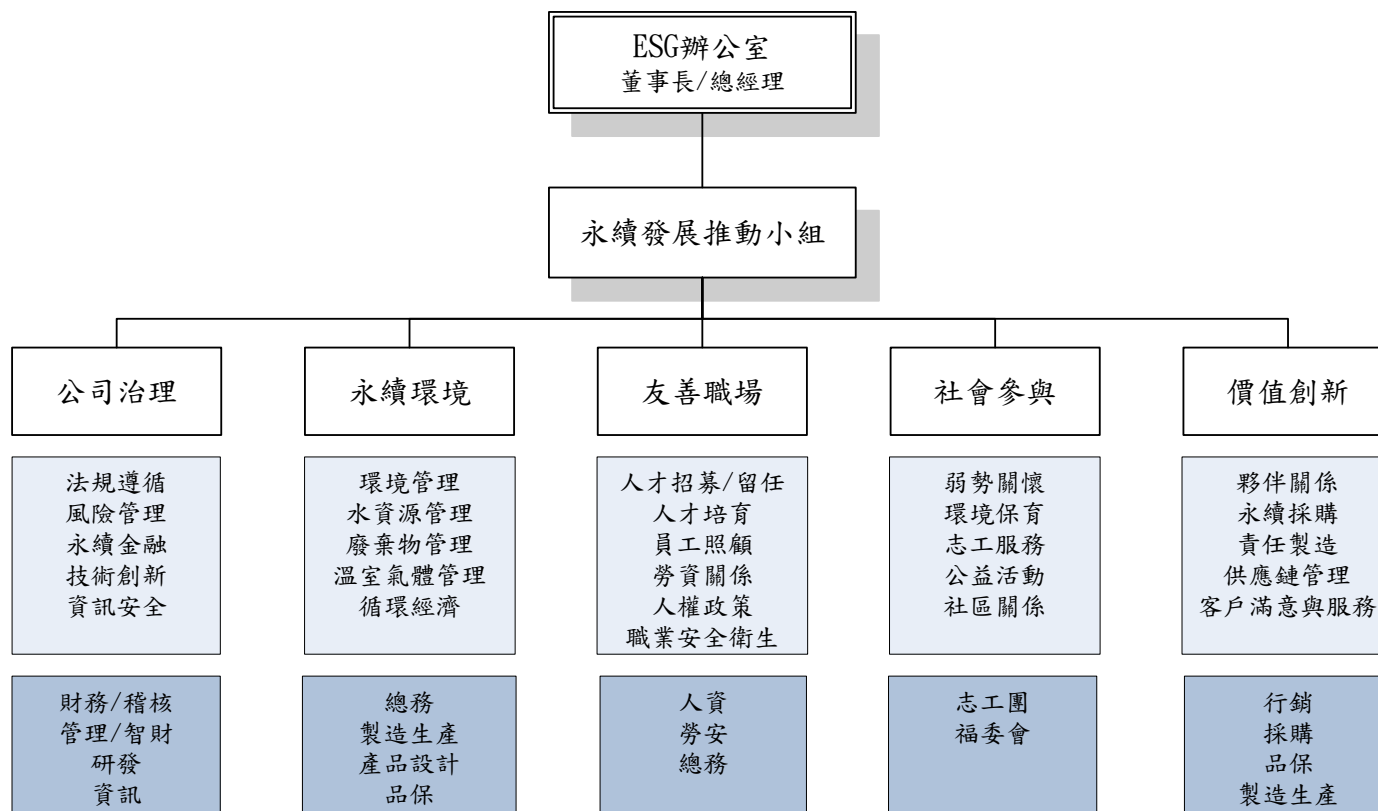 ESG辦公室
董事長/總經理
永續發展推動小組
公司治理
永續環境
友善職場
社會參與
價值創新
法規遵循
風險管理
永續金融
技術創新
資訊安全
環境管理
水資源管理
廢棄物管理
溫室氣體管理
循環經濟
人才招募/留任
人才培育
員工照顧
勞資關係
人權政策
職業安全衛生
弱勢關懷
環境保育
志工服務
公益活動
社區關係
夥伴關係
永續採購
責任製造
供應鏈管理
客戶滿意與服務
財務/稽核
管理/智財
研發
資訊
總務
製造生產
產品設計
品保
人資
勞安
總務
志工團
福委會
行銷
採購
品保
製造生產